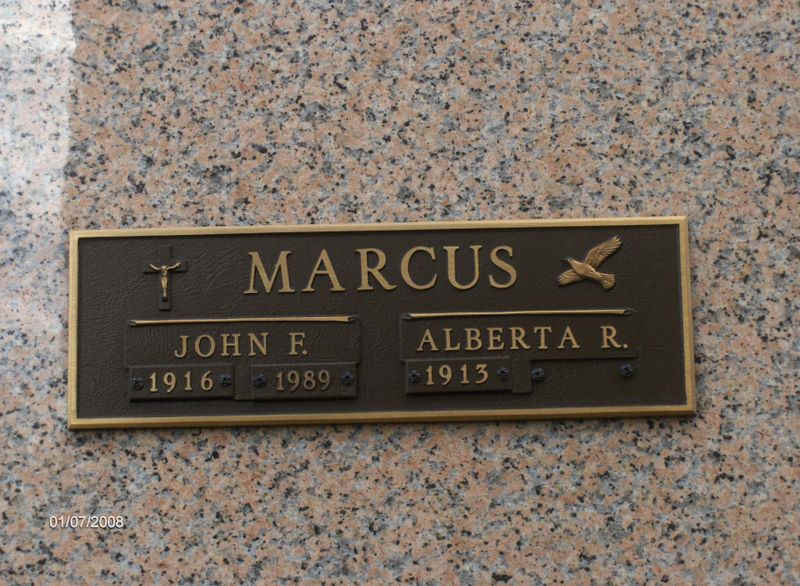 MARCUS
JOHN F.
1916 1989
ALBERTA R.
1913
01/07/2008